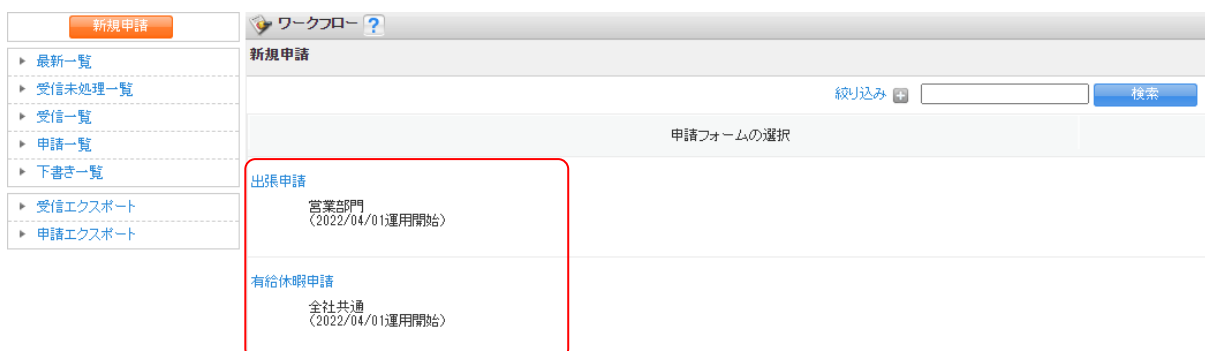 新規申請
最新一覧
受信未処理一覧
受信一覧
申請一覧
下書き一覧
受信エクスポート
申請エクスポート
ワークフロー ?
新規申請
絞り込み + 検索
申請フォームの選択
出張申請
営業部門
(2022/04/01運用開始)
有給休暇申請
全社共通
(2022/04/01運用開始)